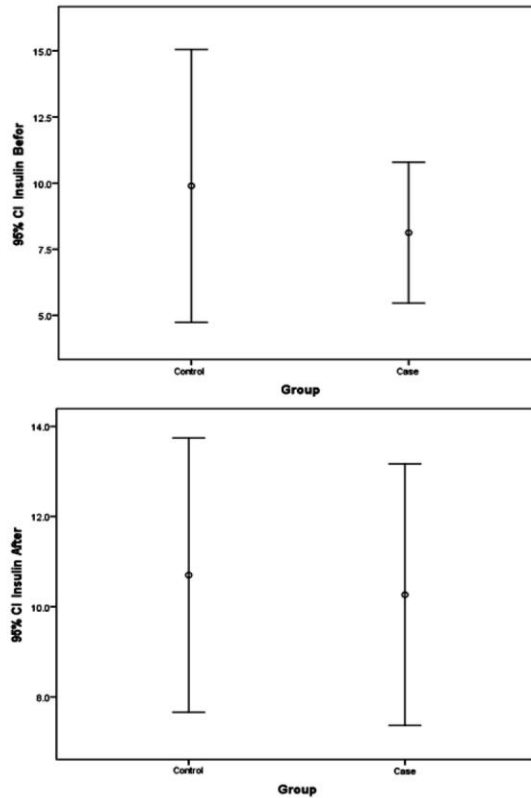 95% CI Insulin Befor
15.0
12.5
10.0
7.5
5.0
Control
Case
Group
95% CI Insulin After
14.0
12.0
10.0
8.0
Control
Case
Group